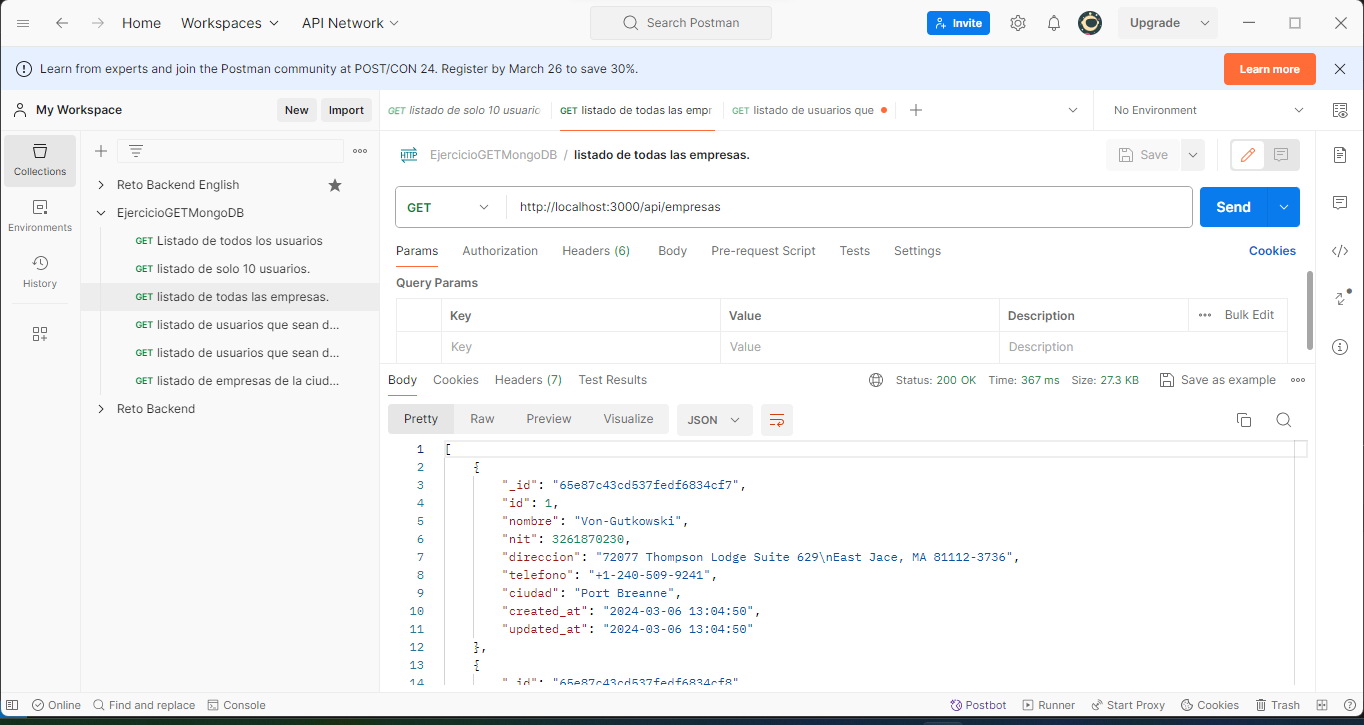 Home Workspaces API Network Search Postman Invite Upgrade
Learn from experts and join the Postman community at POST/CON 24. Register by March 26 to save 30%. Learn more
My Workspace New Import
GET listado de solo 10 usuario GET listado de todas las empr GET listado de usuarios que No Environment
Collections
Environments
History
Reto Backend English
EjercicioGETMongoDB
GET Listado de todos los usuarios
GET listado de solo 10 usuarios.
GET listado de todas las empresas.
GET listado de usuarios que sean d...
GET listado de usuarios que sean d...
GET listado de empresas de la ciud...
Reto Backend
HTTP EjercicioGETMongoDB / listado de todas las empresas. Save
GET http://localhost:3000/api/empresas Send
Params Authorization Headers (6) Body Pre-request Script Tests Settings Cookies
Query Params
Key Value Description Bulk Edit
Key Value Description
Body Cookies Headers (7) Test Results Status: 200 OK Time: 367 ms Size: 27.3 KB Save as example
Pretty Raw Preview Visualize JSON
1 [
2 {
3 "_id": "65e87c43cd537fedf6834cf7",
4 "id": 1,
5 "nombre": "Von-Gutkowski",
6 "nit": 3261870230,
7 "direccion": "72077 Thompson Lodge Suite 629\nEast Jace, MA 81112-3736",
8 "telefono": "+1-240-509-9241",
9 "ciudad": "Port Breanne",
10 "created_at": "2024-03-06 13:04:50",
11 "updated_at": "2024-03-06 13:04:50"
12 },
13 {
14 "_id": "65e87c43cd537fedf6834cf8"
Online Find and replace Console Postbot Runner Start Proxy Cookies Trash